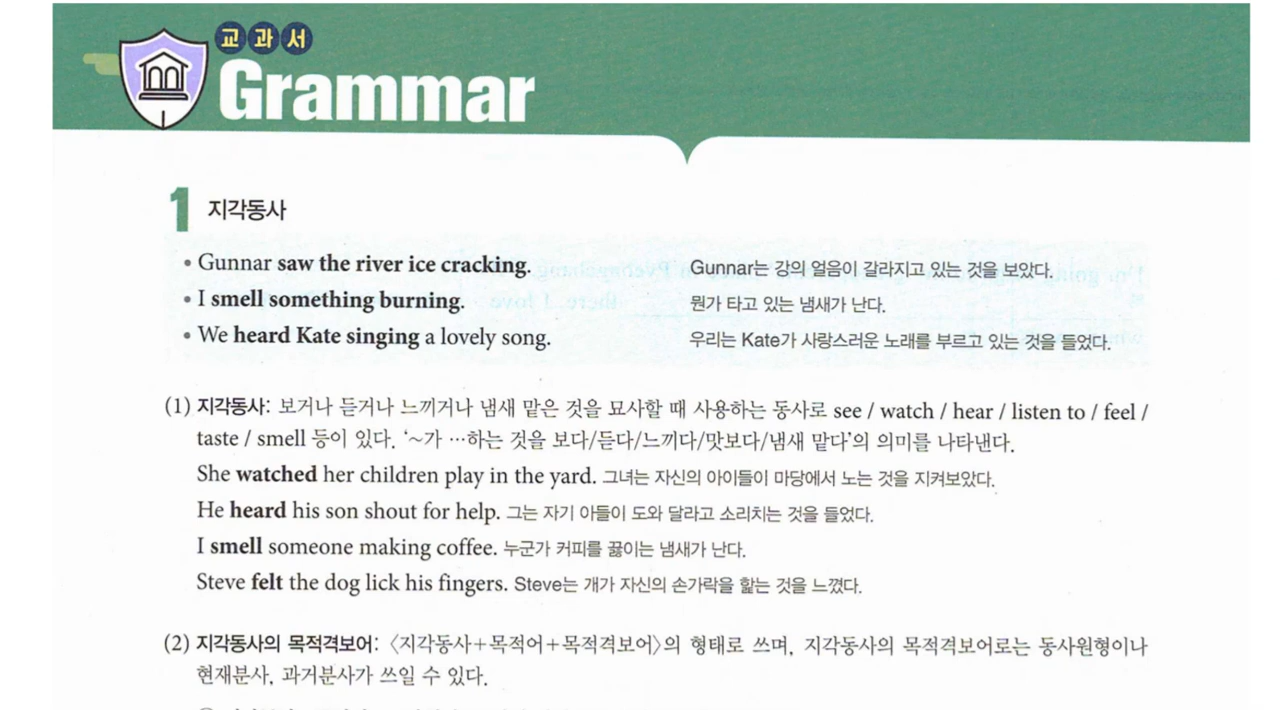 교과서
Grammar
1 지각동사
• Gunnar saw the river ice cracking. Gunnar는 강의 얼음이 갈라지고 있는 것을 보았다.
• I smell something burning. 뭔가 타고 있는 냄새가 난다.
• We heard Kate singing a lovely song. 우리는 Kate가 사랑스러운 노래를 부르고 있는 것을 들었다.
(1) 지각동사: 보거나 듣거나 느끼거나 냄새 맡은 것을 묘사할 때 사용하는 동사로 see / watch / hear / listen to / feel /
taste / smell 등이 있다. ‘~가 …하는 것을 보다/듣다/느끼다/맛보다/냄새 맡다’의 의미를 나타낸다.
She watched her children play in the yard. 그녀는 자신의 아이들이 마당에서 노는 것을 지켜보았다.
He heard his son shout for help. 그는 자기 아들이 도와 달라고 소리치는 것을 들었다.
I smell someone making coffee. 누군가 커피를 끓이는 냄새가 난다.
Steve felt the dog lick his fingers. Steve는 개가 자신의 손가락을 핥는 것을 느꼈다.
(2) 지각동사의 목적격보어: 〈지각동사+목적어+목적격보어〉의 형태로 쓰며, 지각동사의 목적격보어로는 동사원형이나
현재분사, 과거분사가 쓰일 수 있다.